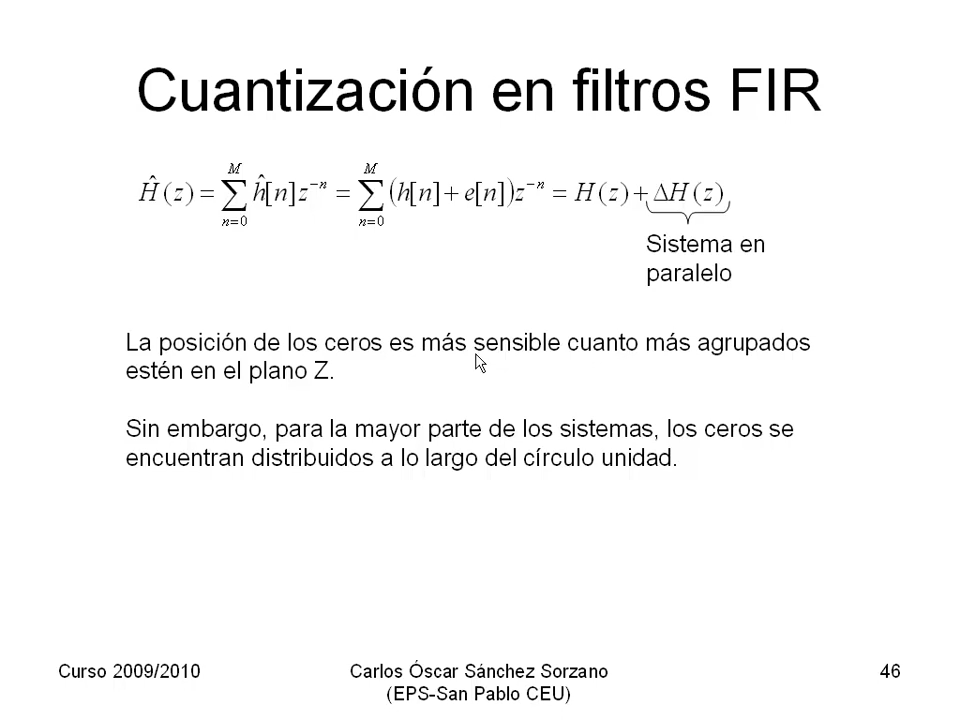 Cuantización en filtros FIR
Ĥ(z) = ∑_{n=0}^{M} ĥ[n]z^{-n} = ∑_{n=0}^{M} (h[n] + e[n])z^{-n} = H(z) + ΔH(z)
Sistema en
paralelo
La posición de los ceros es más sensible cuanto más agrupados
estén en el plano Z.
Sin embargo, para la mayor parte de los sistemas, los ceros se
encuentran distribuidos a lo largo del círculo unidad.
Curso 2009/2010
Carlos Óscar Sánchez Sorzano
(EPS-San Pablo CEU)
46